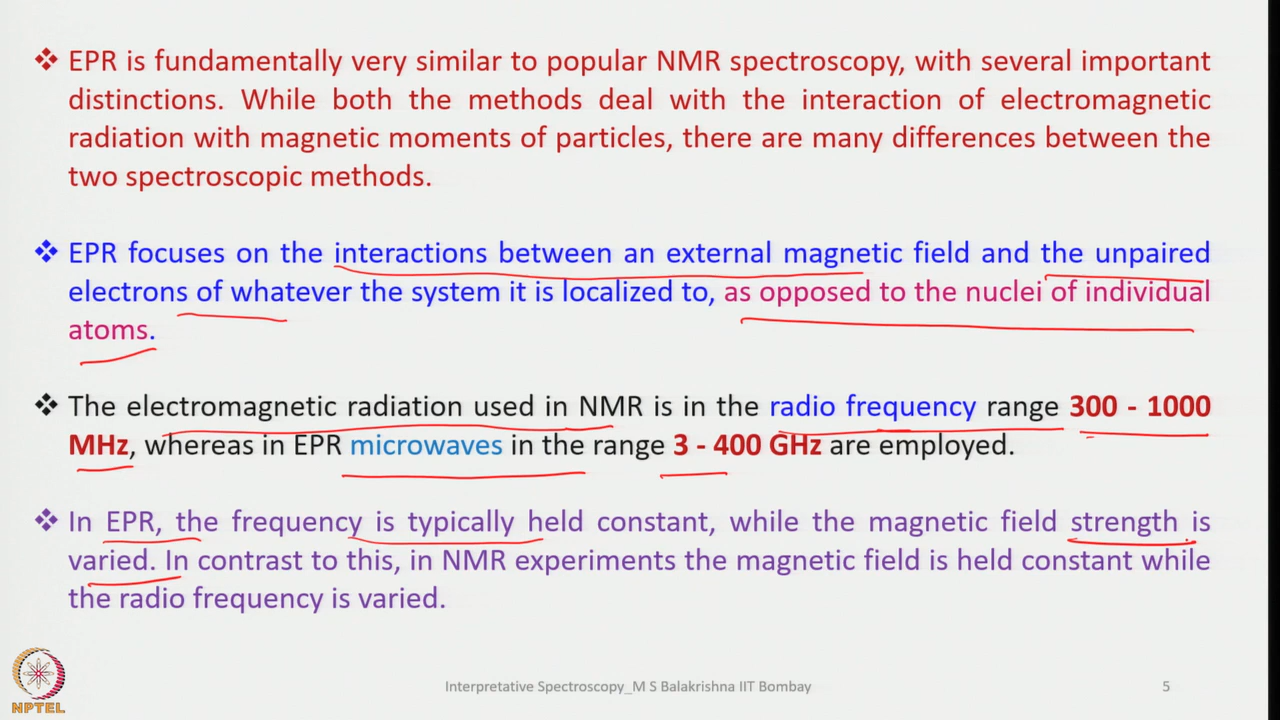 ❖ EPR is fundamentally very similar to popular NMR spectroscopy, with several important
distinctions. While both the methods deal with the interaction of electromagnetic
radiation with magnetic moments of particles, there are many differences between the
two spectroscopic methods.
❖ EPR focuses on the interactions between an external magnetic field and the unpaired
electrons of whatever the system it is localized to, as opposed to the nuclei of individual
atoms.
❖ The electromagnetic radiation used in NMR is in the radio frequency range 300 - 1000
MHz, whereas in EPR microwaves in the range 3 - 400 GHz are employed.
❖ In EPR, the frequency is typically held constant, while the magnetic field strength is
varied. In contrast to this, in NMR experiments the magnetic field is held constant while
the radio frequency is varied.
NPTEL
Interpretative Spectroscopy_M S Balakrishna IIT Bombay
5